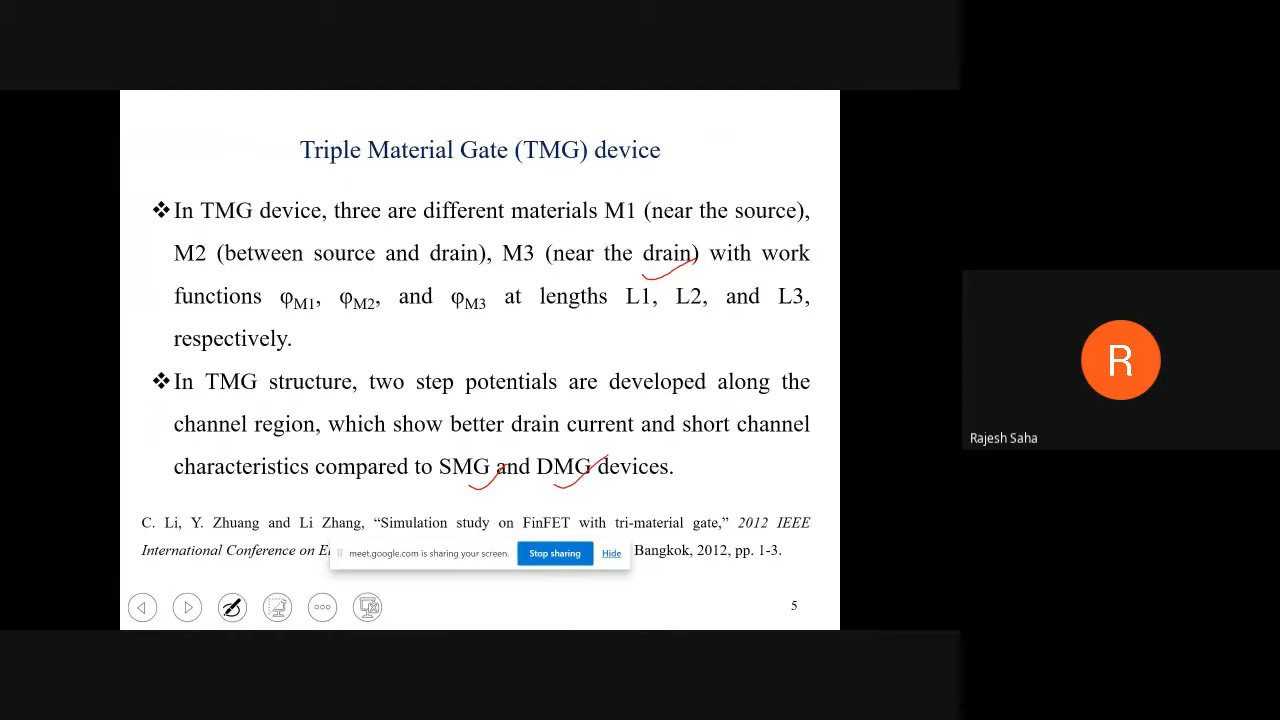 Triple Material Gate (TMG) device
❖In TMG device, three are different materials M1 (near the source),
M2 (between source and drain), M3 (near the drain) with work
functions φM1, φM2, and φM3 at lengths L1, L2, and L3,
respectively.
❖In TMG structure, two step potentials are developed along the
channel region, which show better drain current and short channel
characteristics compared to SMG and DMG devices.
C. Li, Y. Zhuang and Li Zhang, “Simulation study on FinFET with tri-material gate,” 2012 IEEE
International Conference on Bangkok, 2012, pp. 1-3.
meet.google.com is sharing your screen. Stop sharing Hide
5
R
Rajesh Saha